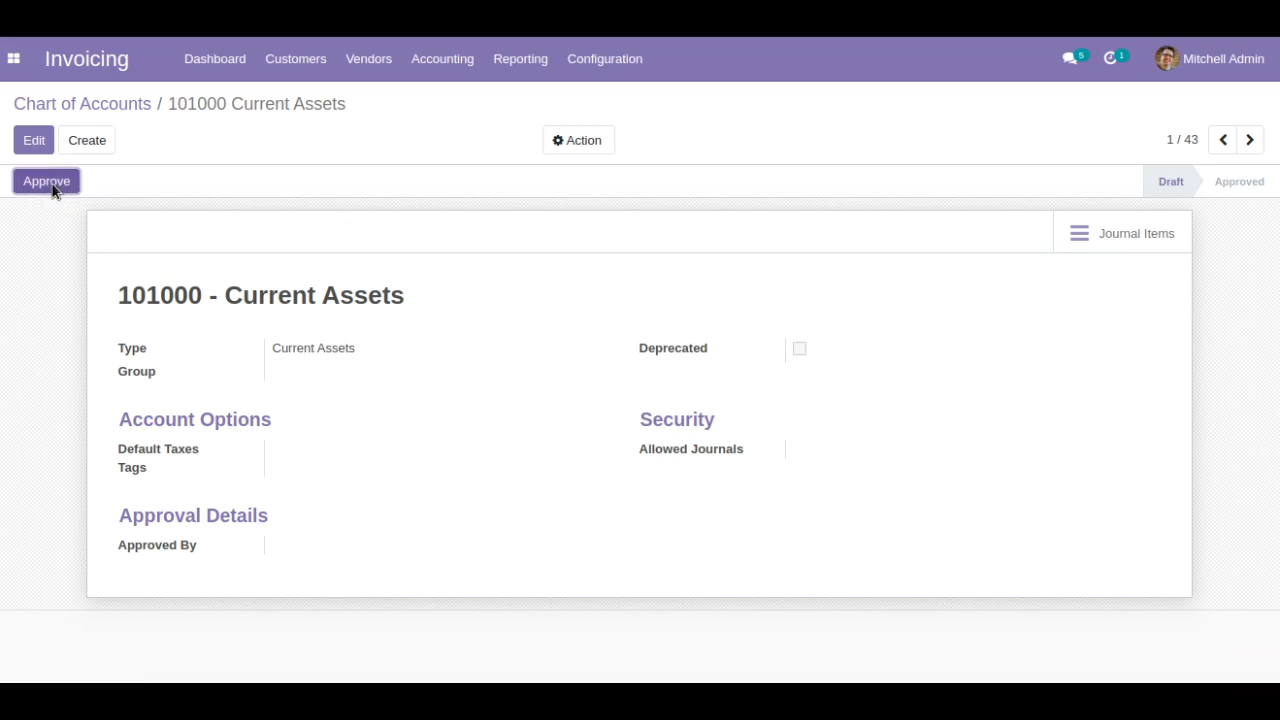 Invoicing Dashboard Customers Vendors Accounting Reporting Configuration 5 1 Mitchell Admin
Chart of Accounts / 101000 Current Assets
Edit Create Action 1 / 43
Approve Draft Approved
Journal Items
101000 - Current Assets
Type Current Assets Deprecated
Group
Account Options Security
Default Taxes Allowed Journals
Tags
Approval Details
Approved By